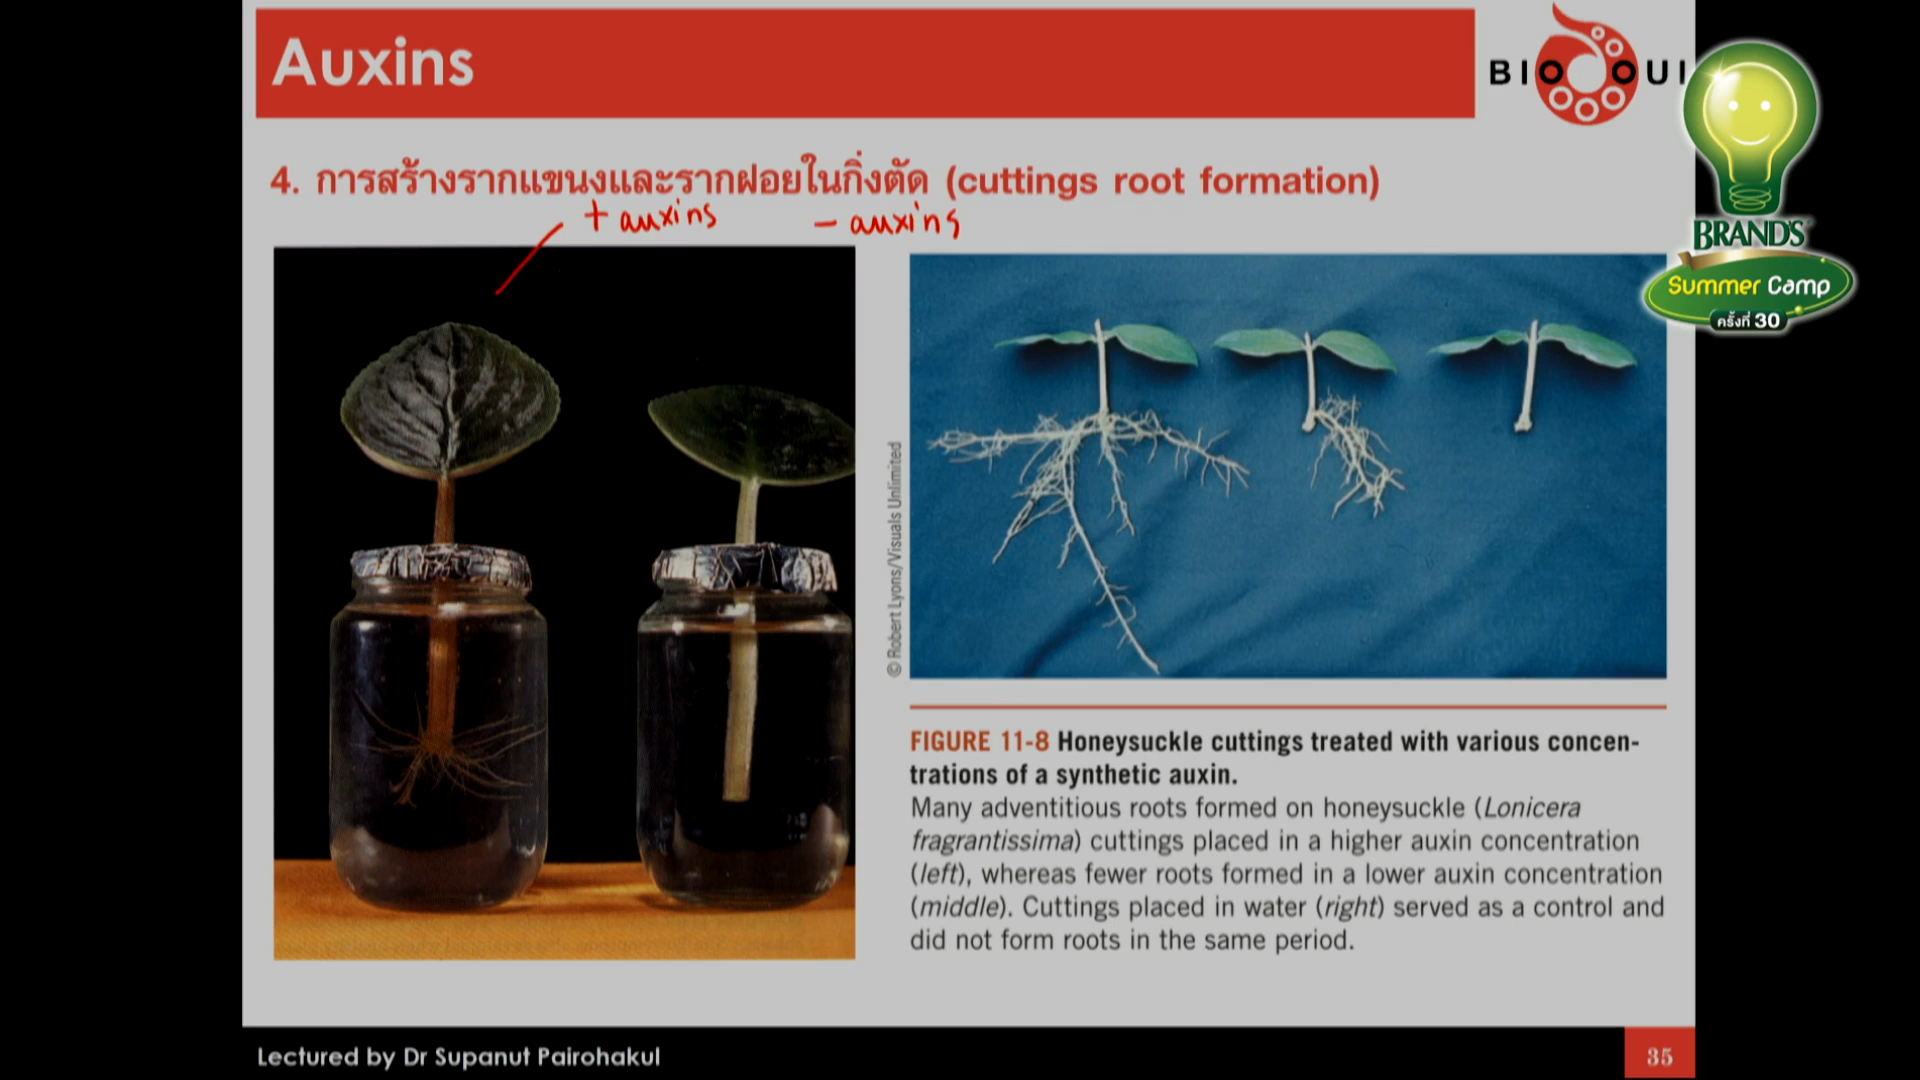 Auxins
BIO OUI
4. การสร้างรากแขนงและรากฝอยในกิ่งตัด (cuttings root formation)
+ auxins
- auxins
BRAND'S
Summer Camp
ครั้งที่ 30
© Robert Lyons/Visuals Unlimited
FIGURE 11-8 Honeysuckle cuttings treated with various concen-
trations of a synthetic auxin.
Many adventitious roots formed on honeysuckle (Lonicera
fragrantissima) cuttings placed in a higher auxin concentration
(left), whereas fewer roots formed in a lower auxin concentration
(middle). Cuttings placed in water (right) served as a control and
did not form roots in the same period.
Lectured by Dr Supanut Pairohakul
35